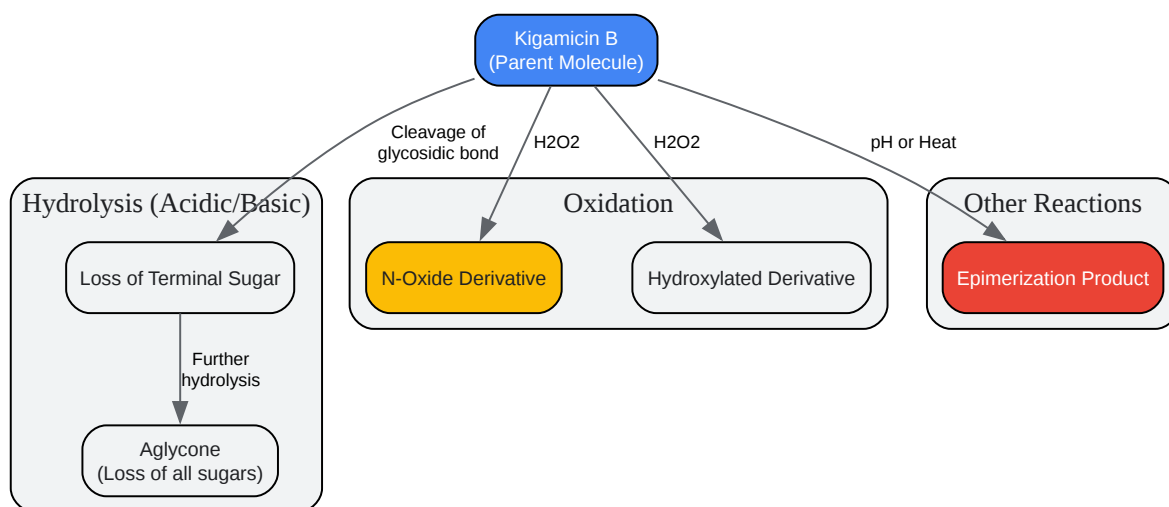 Kigamicin B
(Parent Molecule)
Cleavage of
glycosidic bond
H2O2
H2O2
pH or Heat
Hydrolysis (Acidic/Basic)
Oxidation
Other Reactions
Loss of Terminal Sugar
N-Oxide Derivative
Hydroxylated Derivative
Epimerization Product
Further
hydrolysis
Aglycone
(Loss of all sugars)